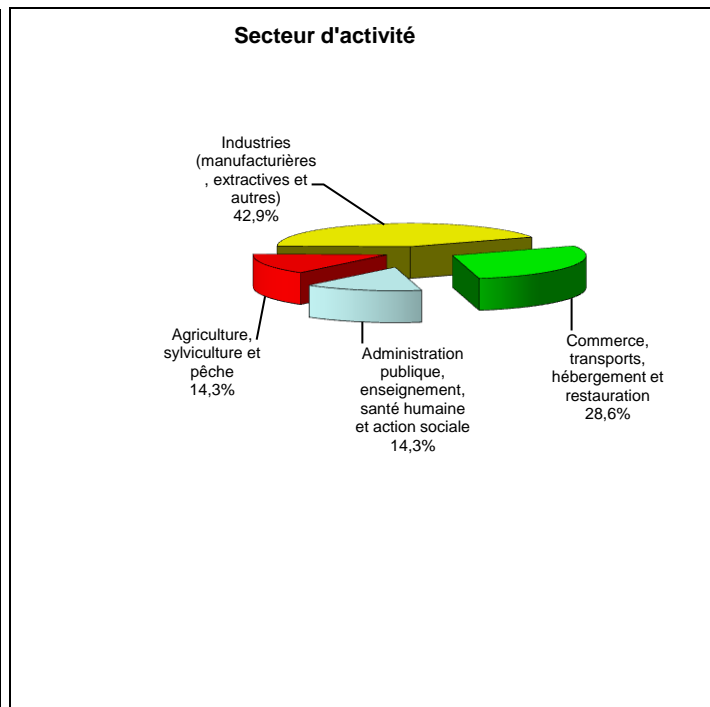 Secteur d'activité
Industries
(manufacturières
, extractives et
autres)
42,9%
Agriculture,
sylviculture et
pêche
14,3%
Administration
publique,
enseignement,
santé humaine
et action sociale
14,3%
Commerce,
transports,
hébergement et
restauration
28,6%